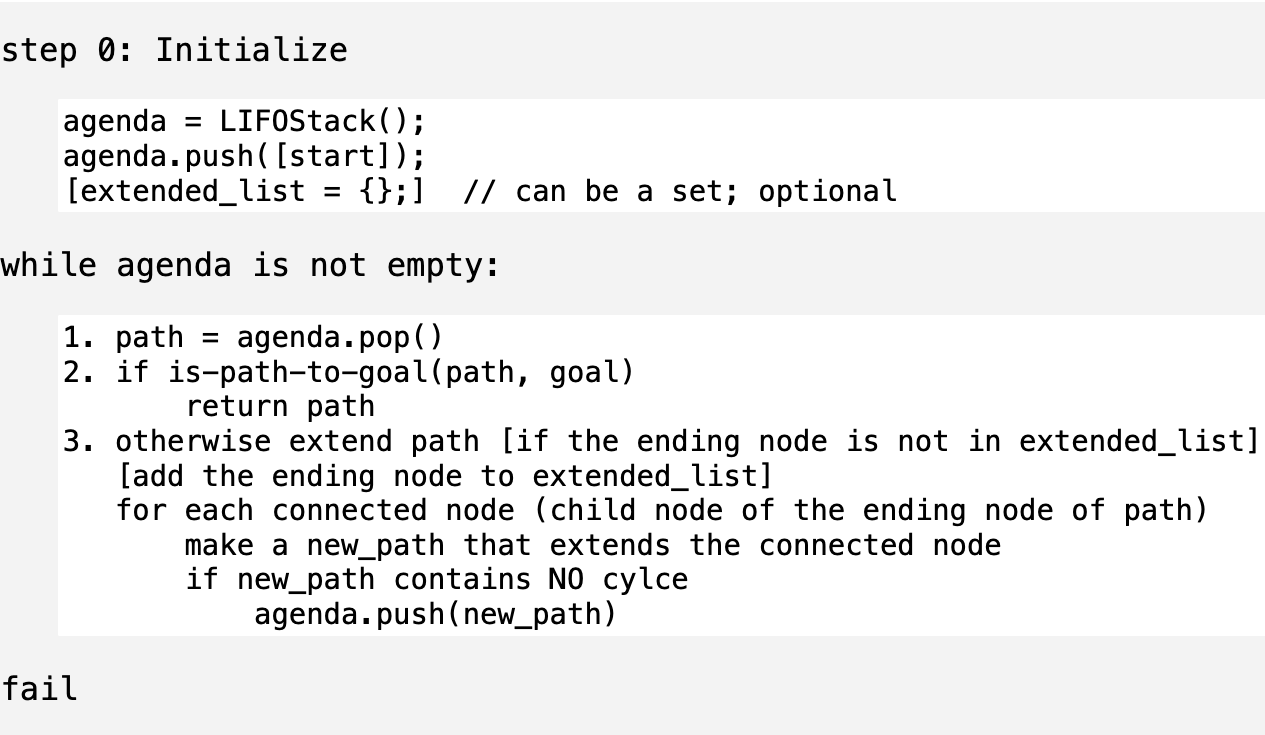 step 0: Initialize
agenda = LIFOStack();
agenda.push([start]);
[extended_list = {};]  // can be a set; optional
while agenda is not empty:
1. path = agenda.pop()
2. if is-path-to-goal(path, goal)
return path
3. otherwise extend path [if the ending node is not in extended_list]
[add the ending node to extended_list]
for each connected node (child node of the ending node of path)
make a new_path that extends the connected node
if new_path contains NO cylce
agenda.push(new_path)
fail